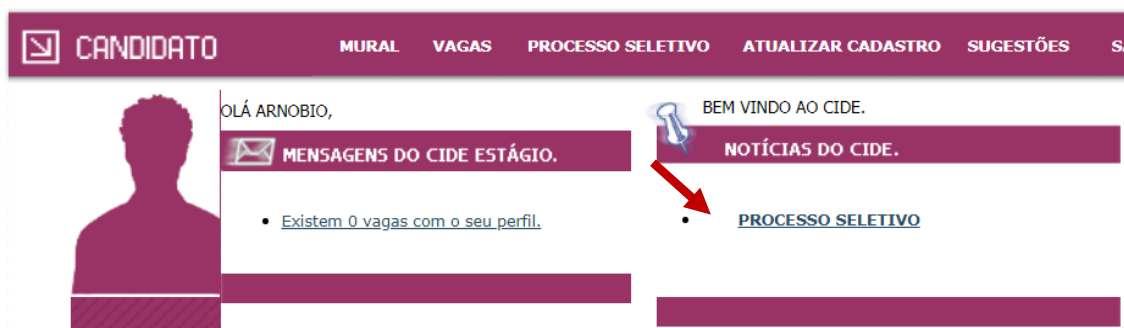 CANDIDATO MURAL VAGAS PROCESSO SELETIVO ATUALIZAR CADASTRO SUGESTÕES
OLÁ ARNOBIO,
MENSAGENS DO CIDE ESTÁGIO.
Existem 0 vagas com o seu perfil.
BEM VINDO AO CIDE.
NOTÍCIAS DO CIDE.
PROCESSO SELETIVO